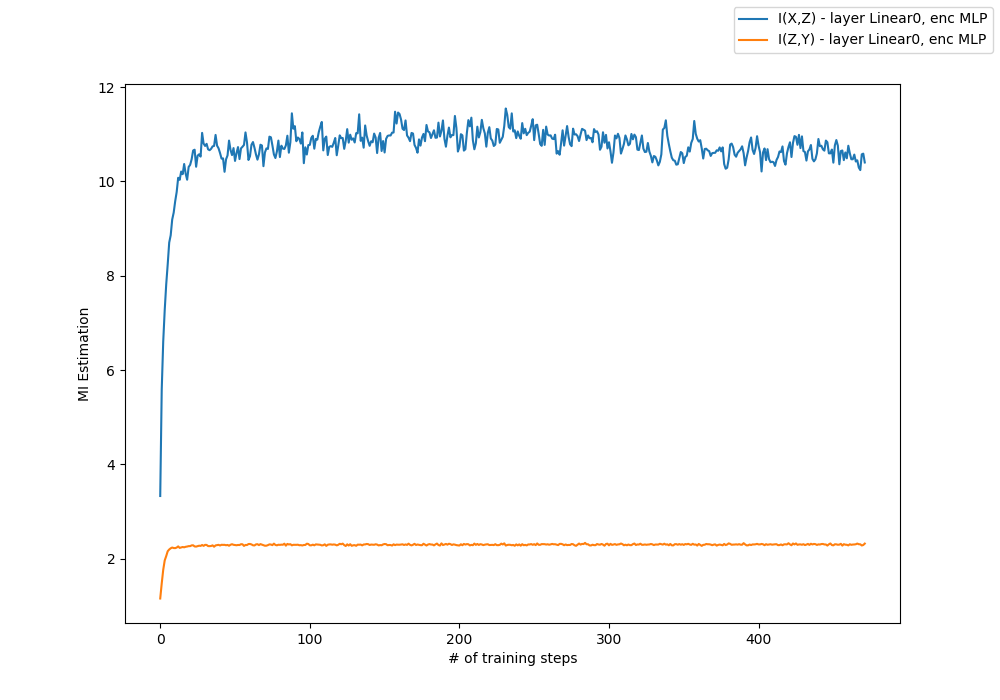 I(X,Z) - layer Linear0, enc MLP
I(Z,Y) - layer Linear0, enc MLP
12
10
8
6
4
2
MI Estimation
0 100 200 300 400
# of training steps